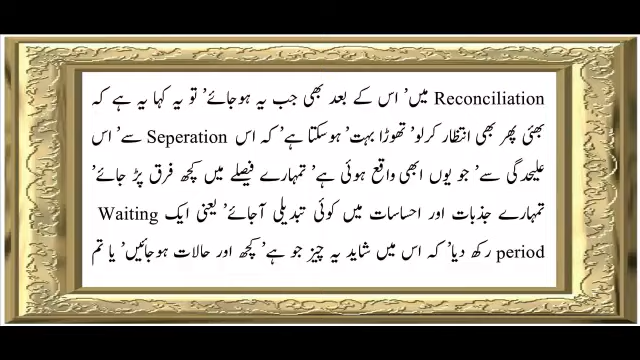 Reconciliation میں’ اس کے بعد بھی جب یہ ہوجائے’ تو یہ کہا یہ ہے کہ
بھئی پھر بھی انتظار کرلو’ تھوڑا بہت’ ہوسکتا ہے’ کہ اس Seperation سے’ اس
علیحدگی سے’ جو یوں ابھی واقع ہوئی ہے’ تمہارے فیصلے میں کچھ فرق پڑ جائے’
تمہارے جذبات اور احساسات میں کوئی تبدیلی آجائے’ یعنی ایک Waiting
period رکھ دیا’ کہ اس میں شاید یہ چیز جو ہے’ کچھ اور حالات ہوجائیں’ یا تم